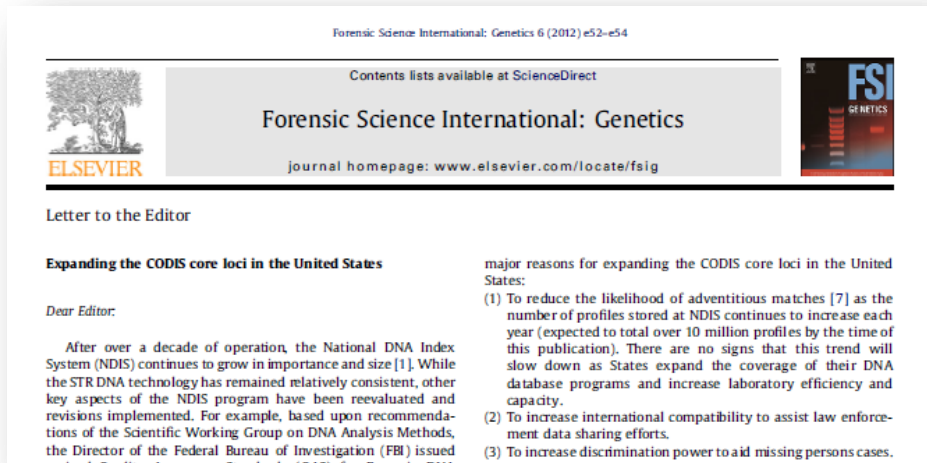 Forensic Science International: Genetics 6 (2012) e52–e54
Contents lists available at ScienceDirect
Forensic Science International: Genetics
journal homepage: www.elsevier.com/locate/fsig
ELSEVIER
FSI
GENETICS
Letter to the Editor
Expanding the CODIS core loci in the United States
Dear Editor:
After over a decade of operation, the National DNA Index
System (NDIS) continues to grow in importance and size [1]. While
the STR DNA technology has remained relatively consistent, other
key aspects of the NDIS program have been reevaluated and
revisions implemented. For example, based upon recommenda-
tions of the Scientific Working Group on DNA Analysis Methods,
the Director of the Federal Bureau of Investigation (FBI) issued
major reasons for expanding the CODIS core loci in the United
States:
(1) To reduce the likelihood of adventitious matches [7] as the
number of profiles stored at NDIS continues to increase each
year (expected to total over 10 million profiles by the time of
this publication). There are no signs that this trend will
slow down as States expand the coverage of their DNA
database programs and increase laboratory efficiency and
capacity.
(2) To increase international compatibility to assist law enforce-
ment data sharing efforts.
(3) To increase discrimination power to aid missing persons cases.